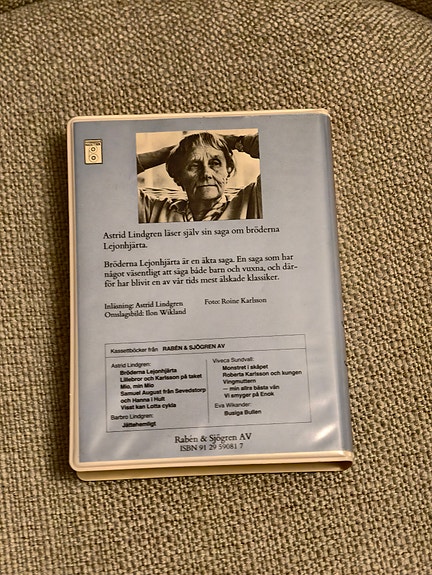 Astrid Lindgren läser själv sin saga om bröderna
Lejonhjärta.
Bröderna Lejonhjärta är en äkta saga. En saga som har
något väsentligt att säga både barn och vuxna, och där-
för har blivit en av vår tids mest älskade klassiker.
Inläsning: Astrid Lindgren
Omslagsbild: Ilon Wikland
Foto: Roine Karlsson
Kassettböcker från RABÉN & SJÖGREN AV
Astrid Lindgren:
Bröderna Lejonhjärta
Lillebror och Karlsson på taket
Mio, min Mio
Samuel August från Sevedstorp
och Hanna i Hult
Visst kan Lotta cykla
Barbro Lindgren:
Jättehemligt
Viveca Sundvall:
Monstret i skåpet
Roberta Karlsson och kungen
Vingmuttern
— min allra bästa vän
Vi smyger på Enok
Eva Wikander:
Busiga Bullen
Rabén & Sjögren AV
ISBN 91 29 59081 7